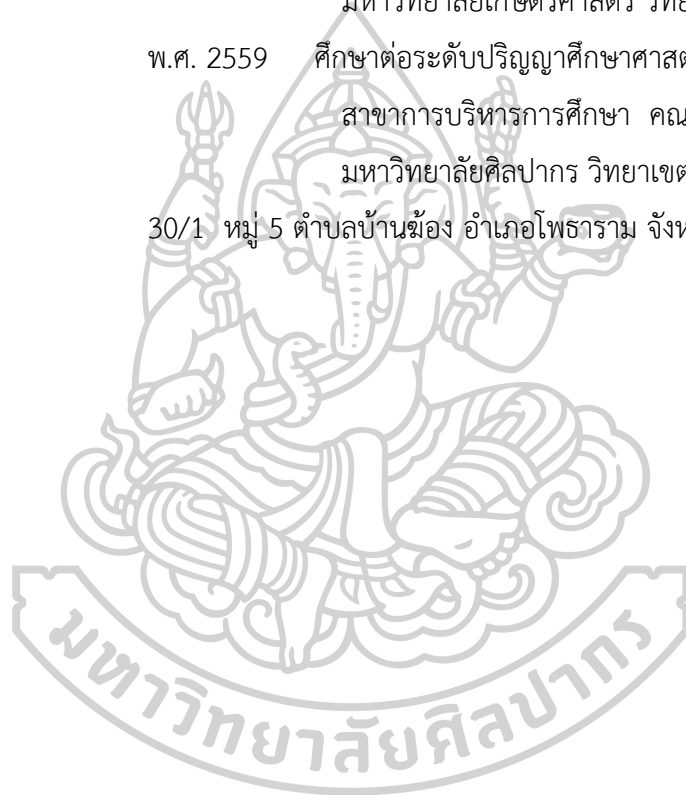 มหาวิทยาลัยเกษตรศาสตร์
พ.ศ. 2559 ศึกษาต่อระดับปริญญาศึกษาศาสต
สาขาการบริหารการศึกษา คณ
มหาวิทยาลัยศิลปากร วิทยาเขต
30/1 หมู่ 5 ตำบลบ้านฆ้อง อำเภอโพธาราม จังห
มหาวิทยาลัยศิลปากร